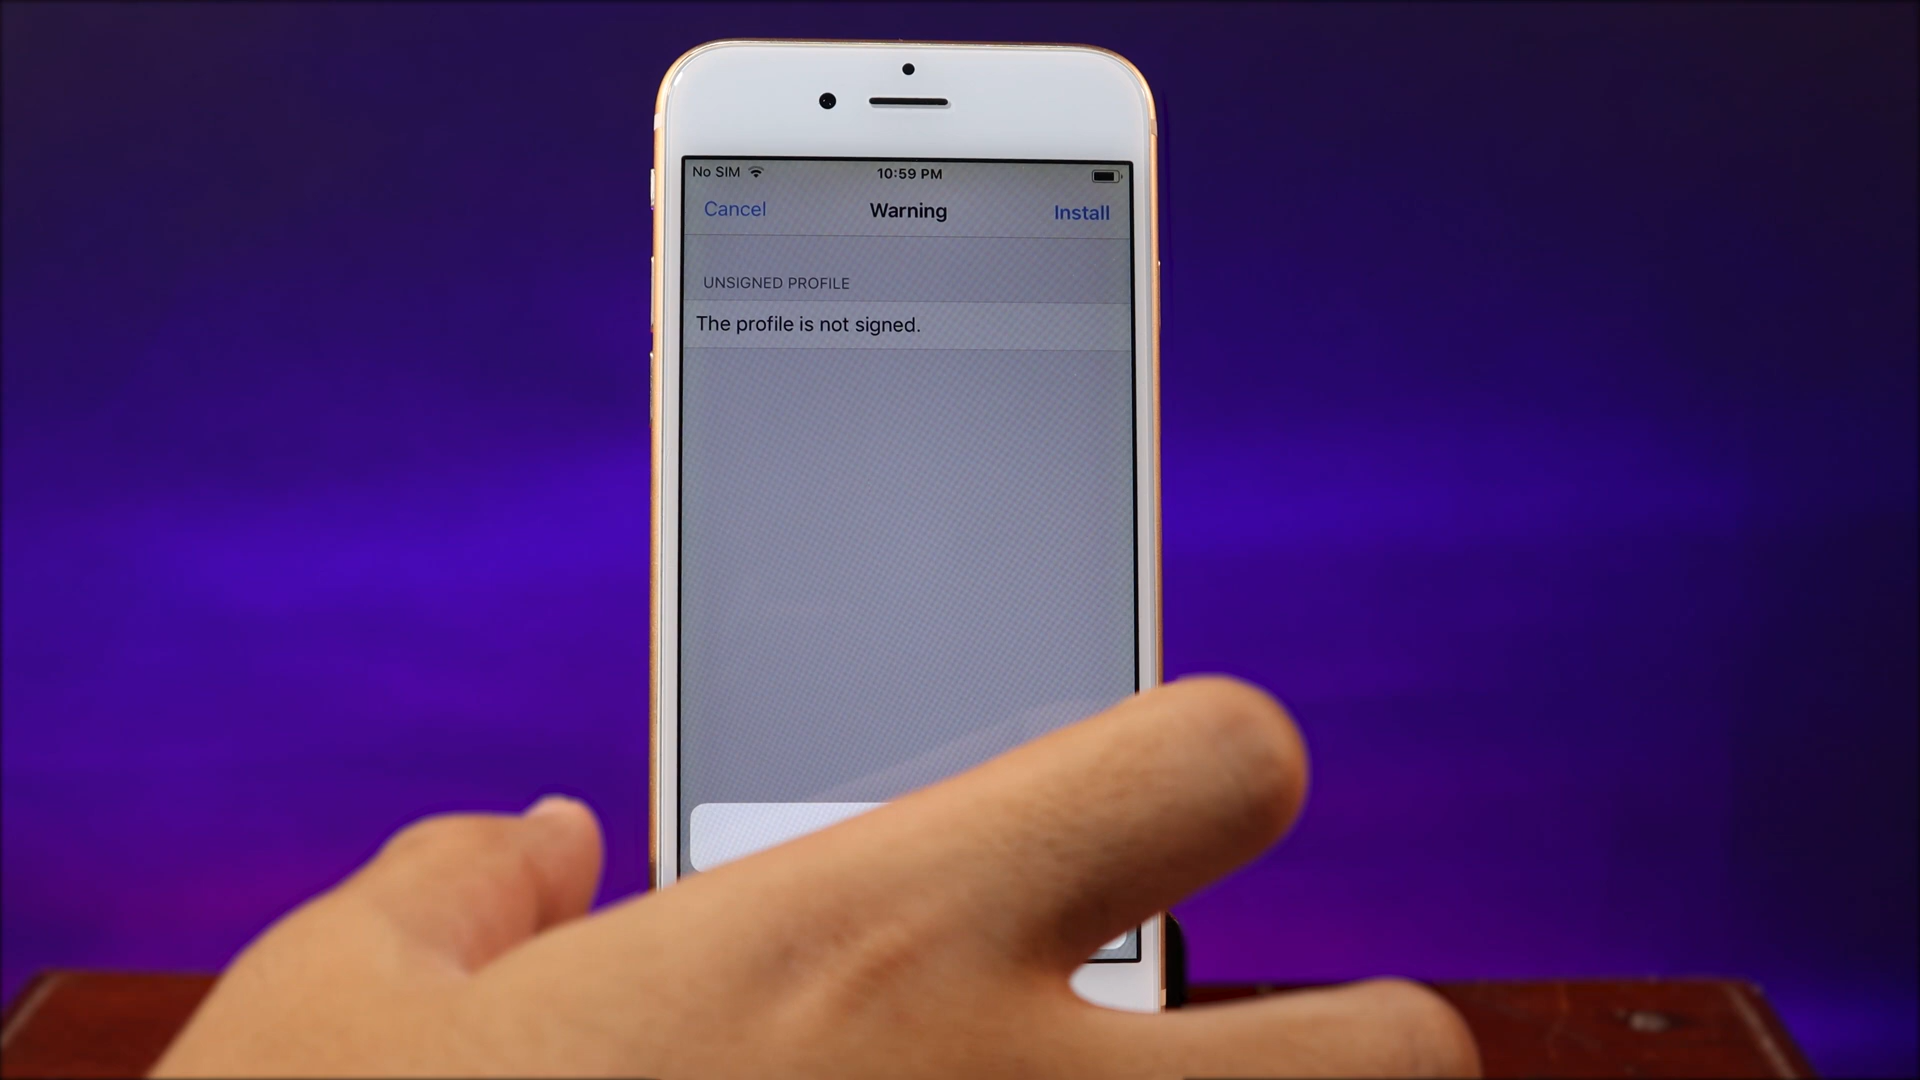 No SIM 10:59 PM
Cancel Warning Install
UNSIGNED PROFILE
The profile is not signed.